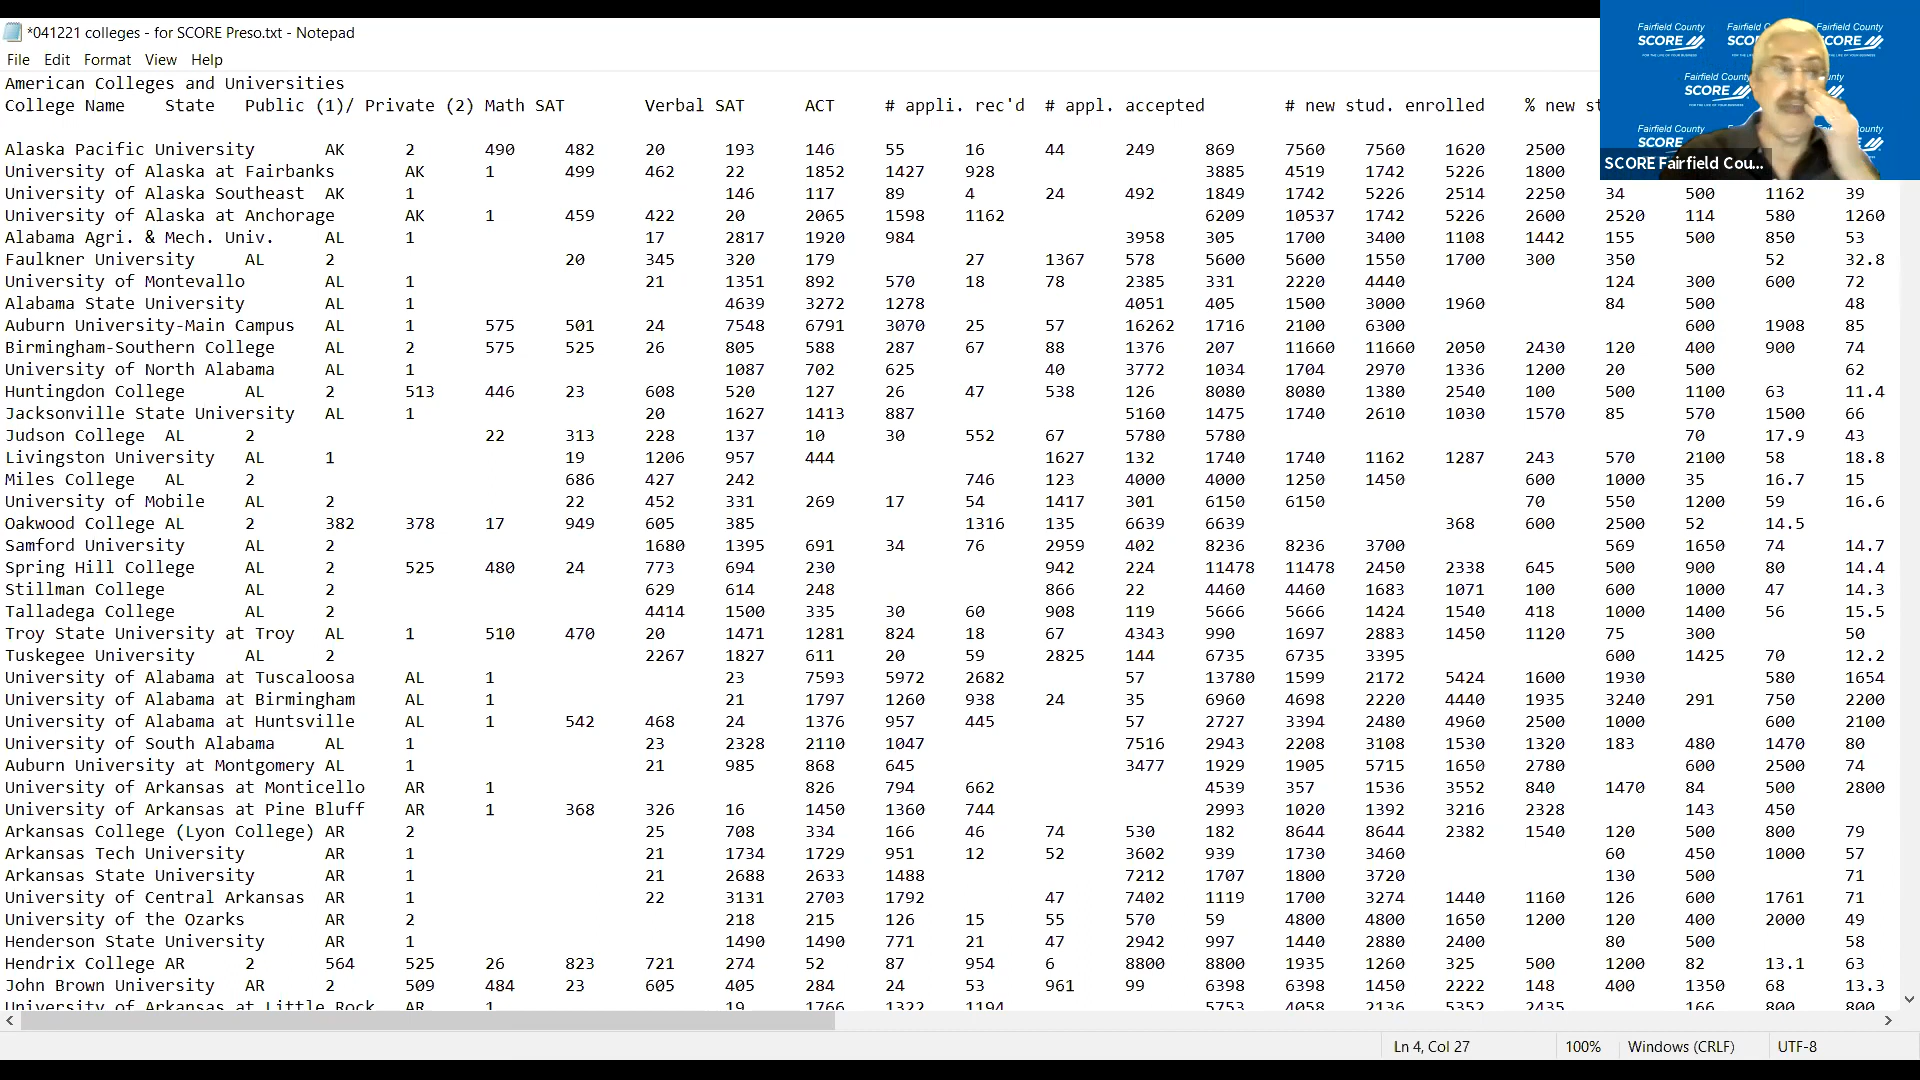 *041221 colleges - for SCORE Preso.txt - Notepad
File Edit Format View Help
American Colleges and Universities
College Name State Public (1)/ Private (2) Math SAT Verbal SAT ACT # appli. rec'd # appl. accepted # new stud. enrolled % new st
Alaska Pacific University AK 2 490 482 20 193 146 55 16 44 249 869 7560 7560 1620 2500
University of Alaska at Fairbanks AK 1 499 462 22 1852 1427 928 3885 4519 1742 5226 1800
University of Alaska Southeast AK 1 146 117 89 4 24 492 1849 1742 5226 2514 2250 34 500 1162 39
University of Alaska at Anchorage AK 1 459 422 20 2065 1598 1162 6209 10537 1742 5226 2600 2520 114 580 1260
Alabama Agri. & Mech. Univ. AL 1 17 2817 1920 984 3958 305 1700 3400 1108 1442 155 500 850 53
Faulkner University AL 2 20 345 320 179 27 1367 578 5600 5600 1550 1700 300 350 52 32.8
University of Montevallo AL 1 21 1351 892 570 18 78 2385 331 2220 4440 124 300 600 72
Alabama State University AL 1 4639 3272 1278 4051 405 1500 3000 1960 84 500 48
Auburn University-Main Campus AL 1 575 501 24 7548 6791 3070 25 57 16262 1716 2100 6300 600 1908 85
Birmingham-Southern College AL 2 575 525 26 805 588 287 67 88 1376 207 11660 11660 2050 2430 120 400 900 74
University of North Alabama AL 1 1087 702 625 40 3772 1034 1704 2970 1336 1200 20 500 62
Huntingdon College AL 2 513 446 23 608 520 127 26 47 538 126 8080 8080 1380 2540 100 500 1100 63 11.4
Jacksonville State University AL 1 20 1627 1413 887 5160 1475 1740 2610 1030 1570 85 570 1500 66
Judson College AL 2 22 313 228 137 10 30 552 67 5780 5780 70 17.9 43
Livingston University AL 1 19 1206 957 444 1627 132 1740 1740 1162 1287 243 570 2100 58 18.8
Miles College AL 2 686 427 242 746 123 4000 4000 1250 1450 600 1000 35 16.7 15
University of Mobile AL 2 22 452 331 269 17 54 1417 301 6150 6150 70 550 1200 59 16.6
Oakwood College AL 2 382 378 17 949 605 385 1316 135 6639 6639 368 600 2500 52 14.5
Samford University AL 2 1680 1395 691 34 76 2959 402 8236 8236 3700 569 1650 74 14.7
Spring Hill College AL 2 525 480 24 773 694 230 942 224 11478 11478 2450 2338 645 500 900 80 14.4
Stillman College AL 2 629 614 248 866 22 4460 4460 1683 1071 100 600 1000 47 14.3
Talladega College AL 2 4414 1500 335 30 60 908 119 5666 5666 1424 1540 418 1000 1400 56 15.5
Troy State University at Troy AL 1 510 470 20 1471 1281 824 18 67 4343 990 1697 2883 1450 1120 75 300 50
Tuskegee University AL 2 2267 1827 611 20 59 2825 144 6735 6735 3395 600 1425 70 12.2
University of Alabama at Tuscaloosa AL 1 23 7593 5972 2682 57 13780 1599 2172 5424 1600 1930 580 1654
University of Alabama at Birmingham AL 1 21 1797 1260 938 24 35 6960 4698 2220 4440 1935 3240 291 750 2200
University of Alabama at Huntsville AL 1 542 468 24 1376 957 445 57 2727 3394 2480 4960 2500 1000 600 2100
University of South Alabama AL 1 23 2328 2110 1047 7516 2943 2208 3108 1530 1320 183 480 1470 80
Auburn University at Montgomery AL 1 21 985 868 645 3477 1929 1905 5715 1650 2780 600 2500 74
University of Arkansas at Monticello AR 1 826 794 662 4539 357 1536 3552 840 1470 84 500 2800
University of Arkansas at Pine Bluff AR 1 368 326 16 1450 1360 744 2993 1020 1392 3216 2328 143 450
Arkansas College (Lyon College) AR 2 25 708 334 166 46 74 530 182 8644 8644 2382 1540 120 500 800 79
Arkansas Tech University AR 1 21 1734 1729 951 12 52 3602 939 1730 3460 60 450 1000 57
Arkansas State University AR 1 21 2688 2633 1488 7212 1707 1800 3720 130 500 71
University of Central Arkansas AR 1 22 3131 2703 1792 47 7402 1119 1700 3274 1440 1160 126 600 1761 71
University of the Ozarks AR 2 218 215 126 15 55 570 59 4800 4800 1650 1200 120 400 2000 49
Henderson State University AR 1 1490 1490 771 21 47 2942 997 1440 2880 2400 80 500 58
Hendrix College AR 2 564 525 26 823 721 274 52 87 954 6 8800 8800 1935 1260 325 500 1200 82 13.1 63
John Brown University AR 2 509 484 23 605 405 284 24 53 961 99 6398 6398 1450 2222 148 400 1350 68 13.3
University of Arkansas at Little Rock AR 1 19 1766 1322 1194 5753 4058 2136 5352 2435 166 800 800
Ln 4, Col 27 100% Windows (CRLF) UTF-8
Fairfield County Fairfield County Fairfield County
SCORE SCORE SCORE
Fairfield County
SCORE
Fairfield County
SCORE
SCORE Fairfield Cou...